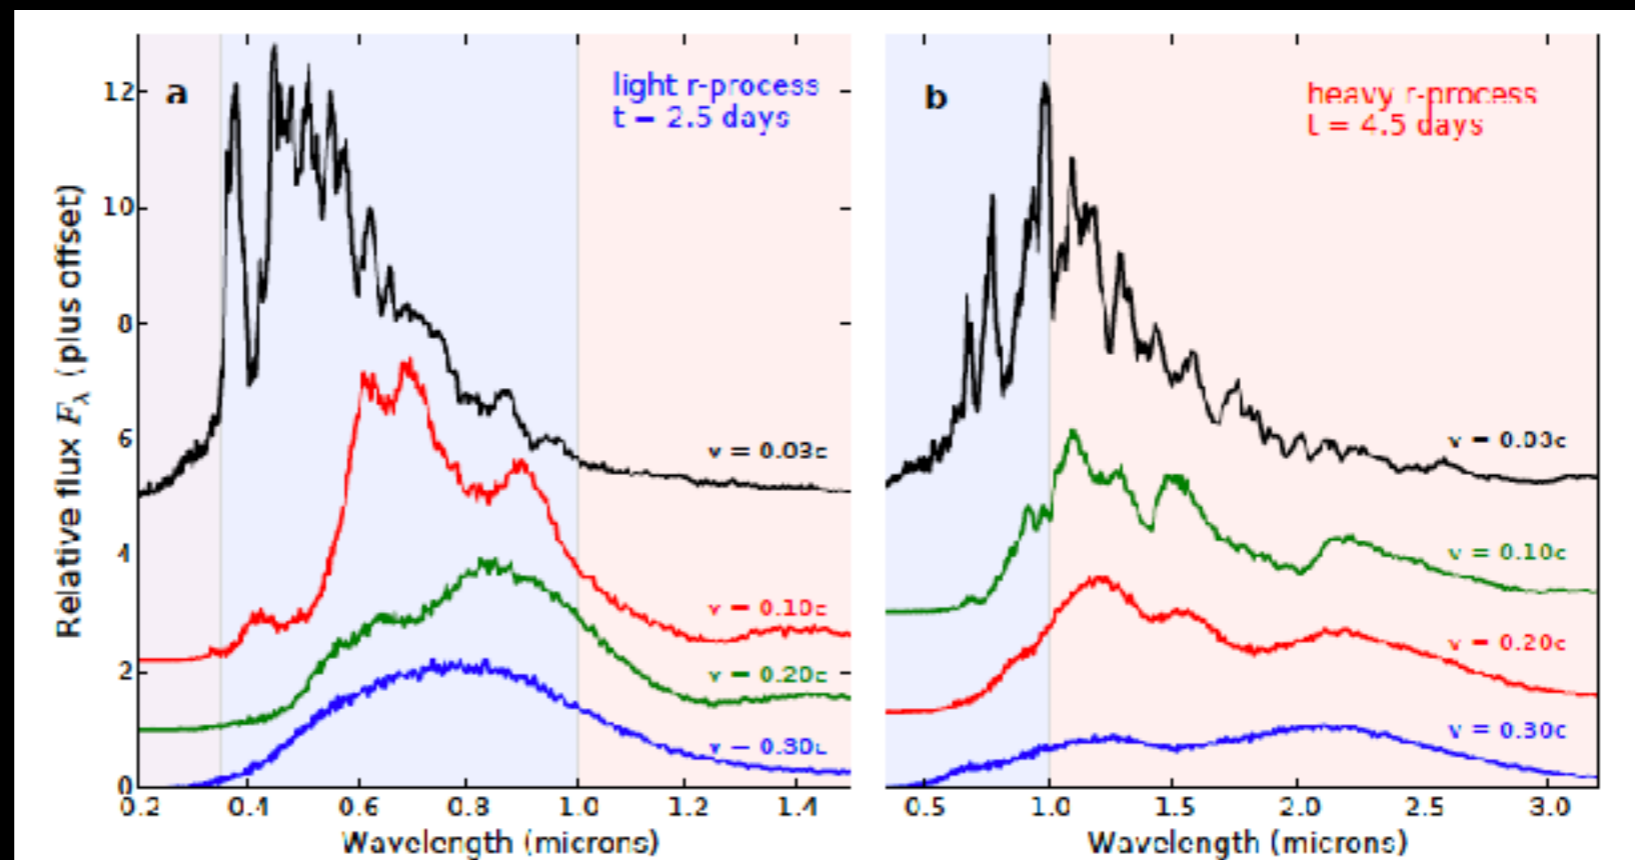 Relative flux Fλ (plus offset)
12
10
8
6
4
2
0
a
light r-process
t = 2.5 days
v = 0.03c
v = 0.10c
v = 0.20c
v = 0.30c
0.2 0.4 0.6 0.8 1.0 1.2 1.4
Wavelength (microns)
b
heavy r-process
t = 4.5 days
v = 0.03c
v = 0.10c
v = 0.20c
v = 0.30c
0.5 1.0 1.5 2.0 2.5 3.0
Wavelength (microns)